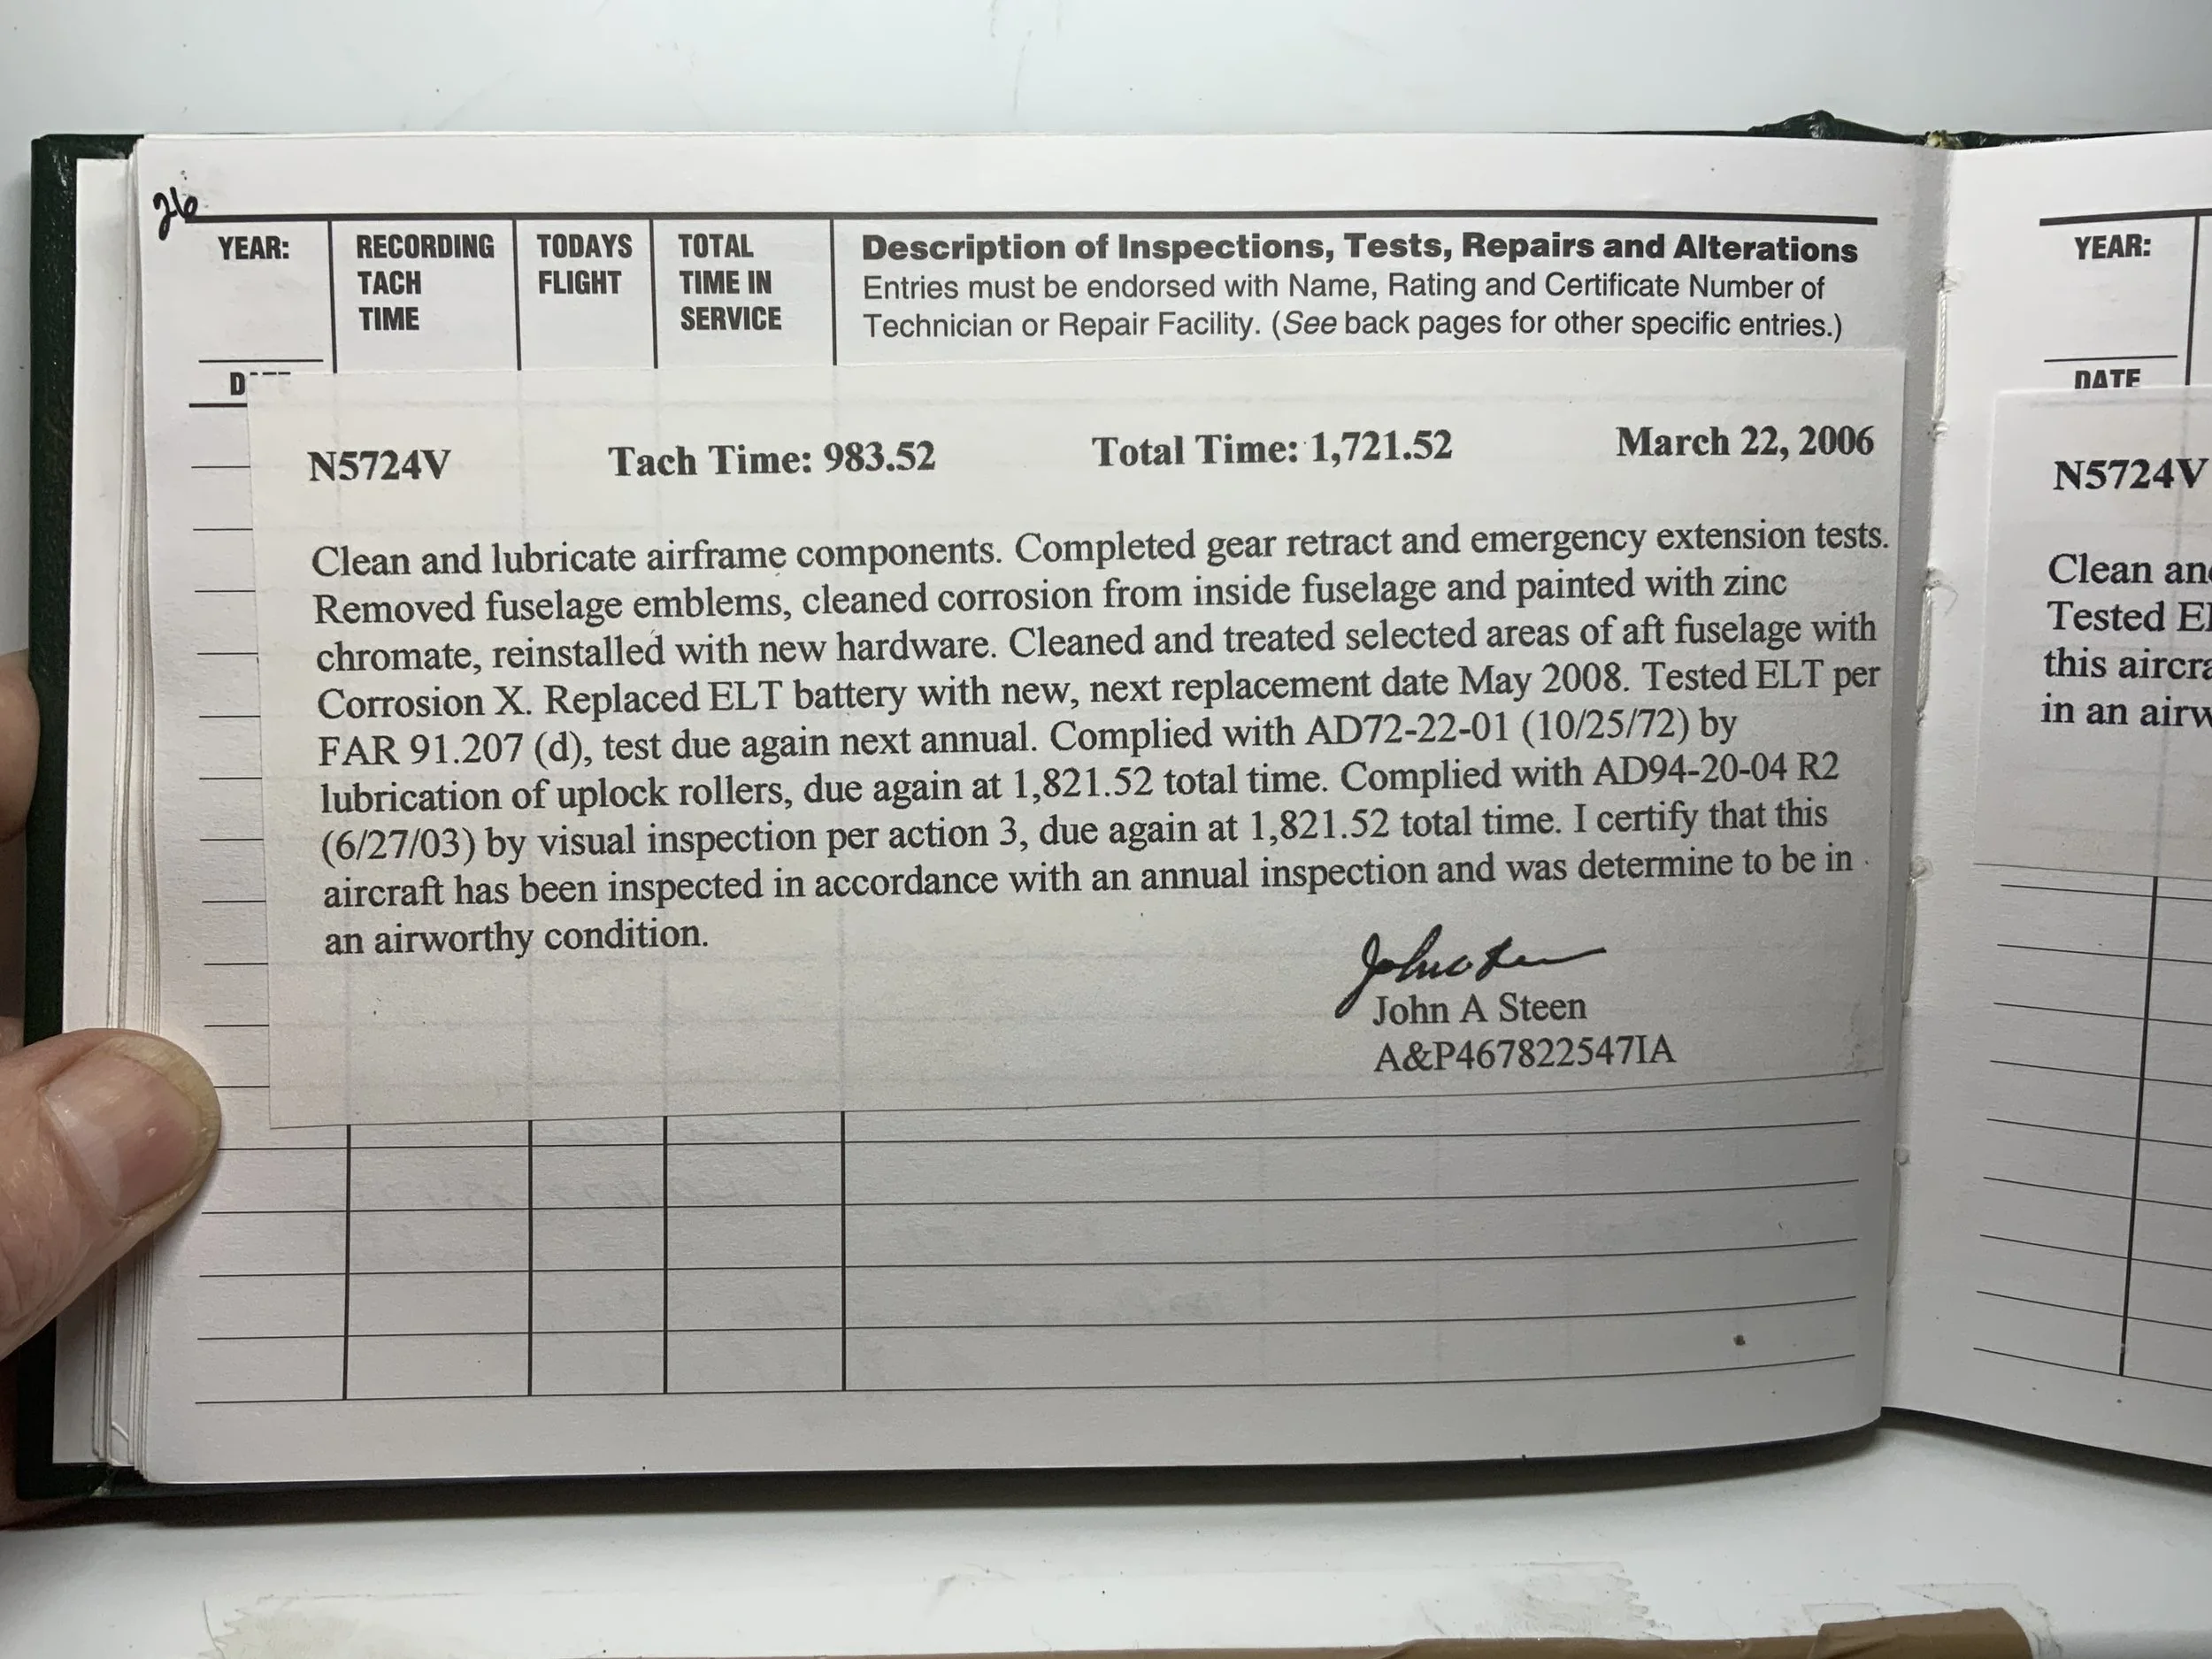 26
YEAR:
RECORDING
TACH
TIME
TODAYS
FLIGHT
TOTAL
TIME IN
SERVICE
Description of Inspections, Tests, Repairs and Alterations
Entries must be endorsed with Name, Rating and Certificate Number of
Technician or Repair Facility. (See back pages for other specific entries.)
N5724V Tach Time: 983.52 Total Time: 1,721.52 March 22, 2006
Clean and lubricate airframe components. Completed gear retract and emergency extension tests.
Removed fuselage emblems, cleaned corrosion from inside fuselage and painted with zinc
chromate, reinstalled with new hardware. Cleaned and treated selected areas of aft fuselage with
Corrosion X. Replaced ELT battery with new, next replacement date May 2008. Tested ELT per
FAR 91.207 (d), test due again next annual. Complied with AD72-22-01 (10/25/72) by
lubrication of uplock rollers, due again at 1,821.52 total time. Complied with AD94-20-04 R2
(6/27/03) by visual inspection per action 3, due again at 1,821.52 total time. I certify that this
aircraft has been inspected in accordance with an annual inspection and was determine to be in
an airworthy condition.
John A Steen
A&P467822547IA
YEAR:
DATE
N5724V
Clean
Tested
this
in an